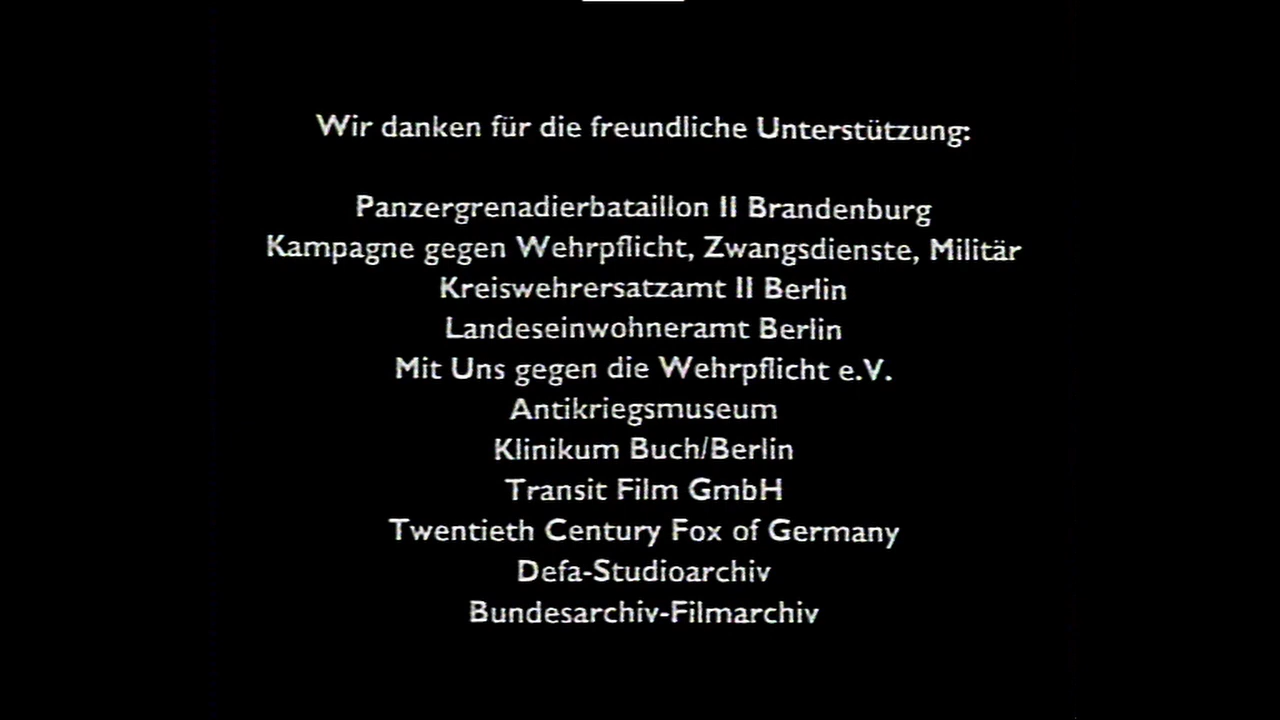 Wir danken für die freundliche Unterstützung:
Panzergrenadierbataillon II Brandenburg
Kampagne gegen Wehrpflicht, Zwangsdienste, Militär
Kreiswehrersatzamt II Berlin
Landeseinwohneramt Berlin
Mit Uns gegen die Wehrpflicht e.V.
Antikriegsmuseum
Klinikum Buch/Berlin
Transit Film GmbH
Twentieth Century Fox of Germany
Defa-Studioarchiv
Bundesarchiv-Filmarchiv